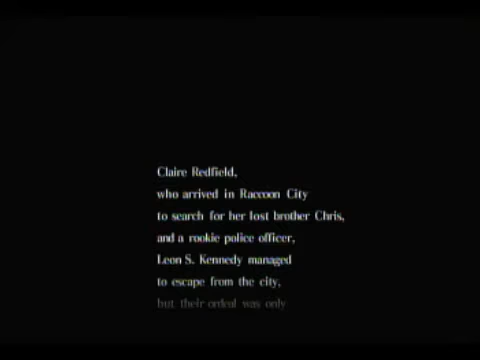 Claire Redfield,
who arrived in Raccoon City
to search for her lost brother Chris,
and a rookie police officer,
Leon S. Kennedy managed
to escape from the city,
but their ordeal was only